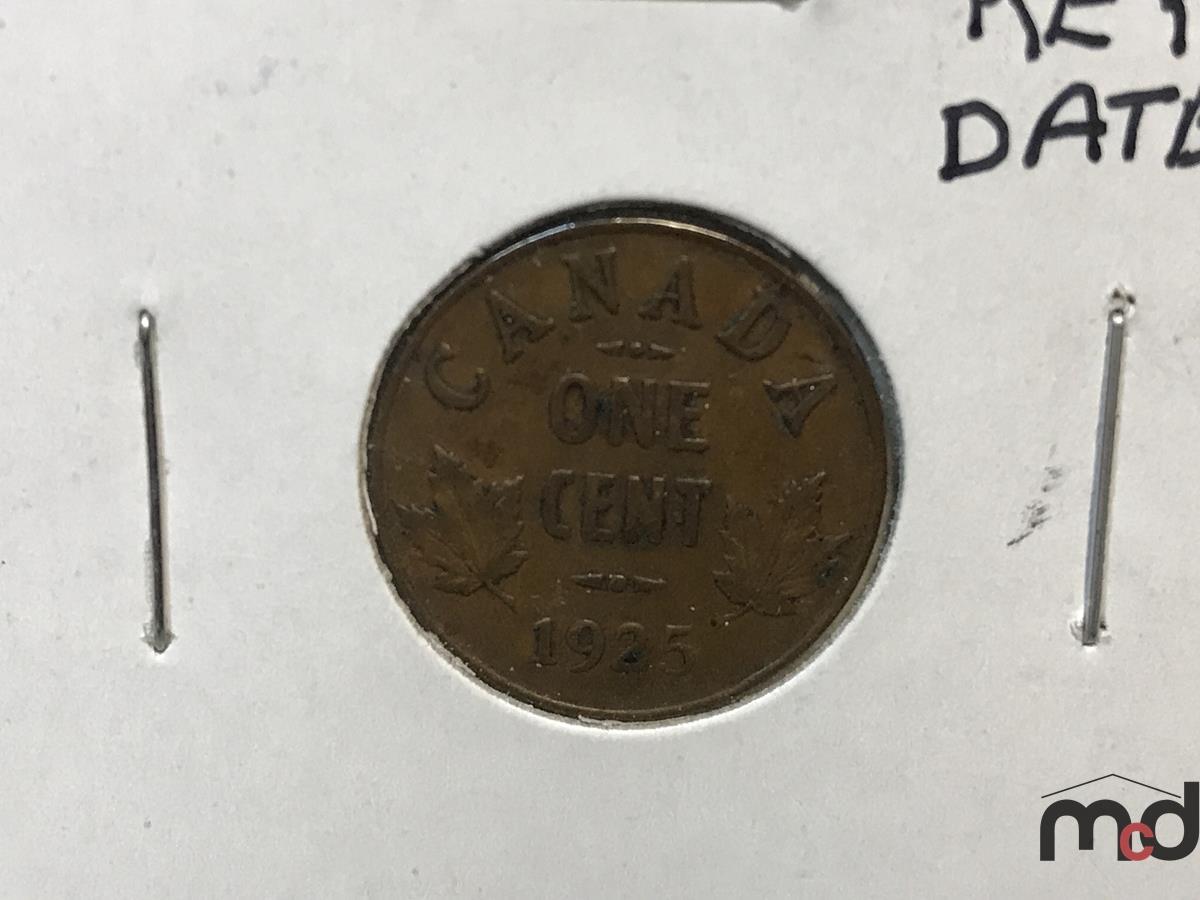 KEY
DATE
CANADA
ONE
CENT
1925
mcd